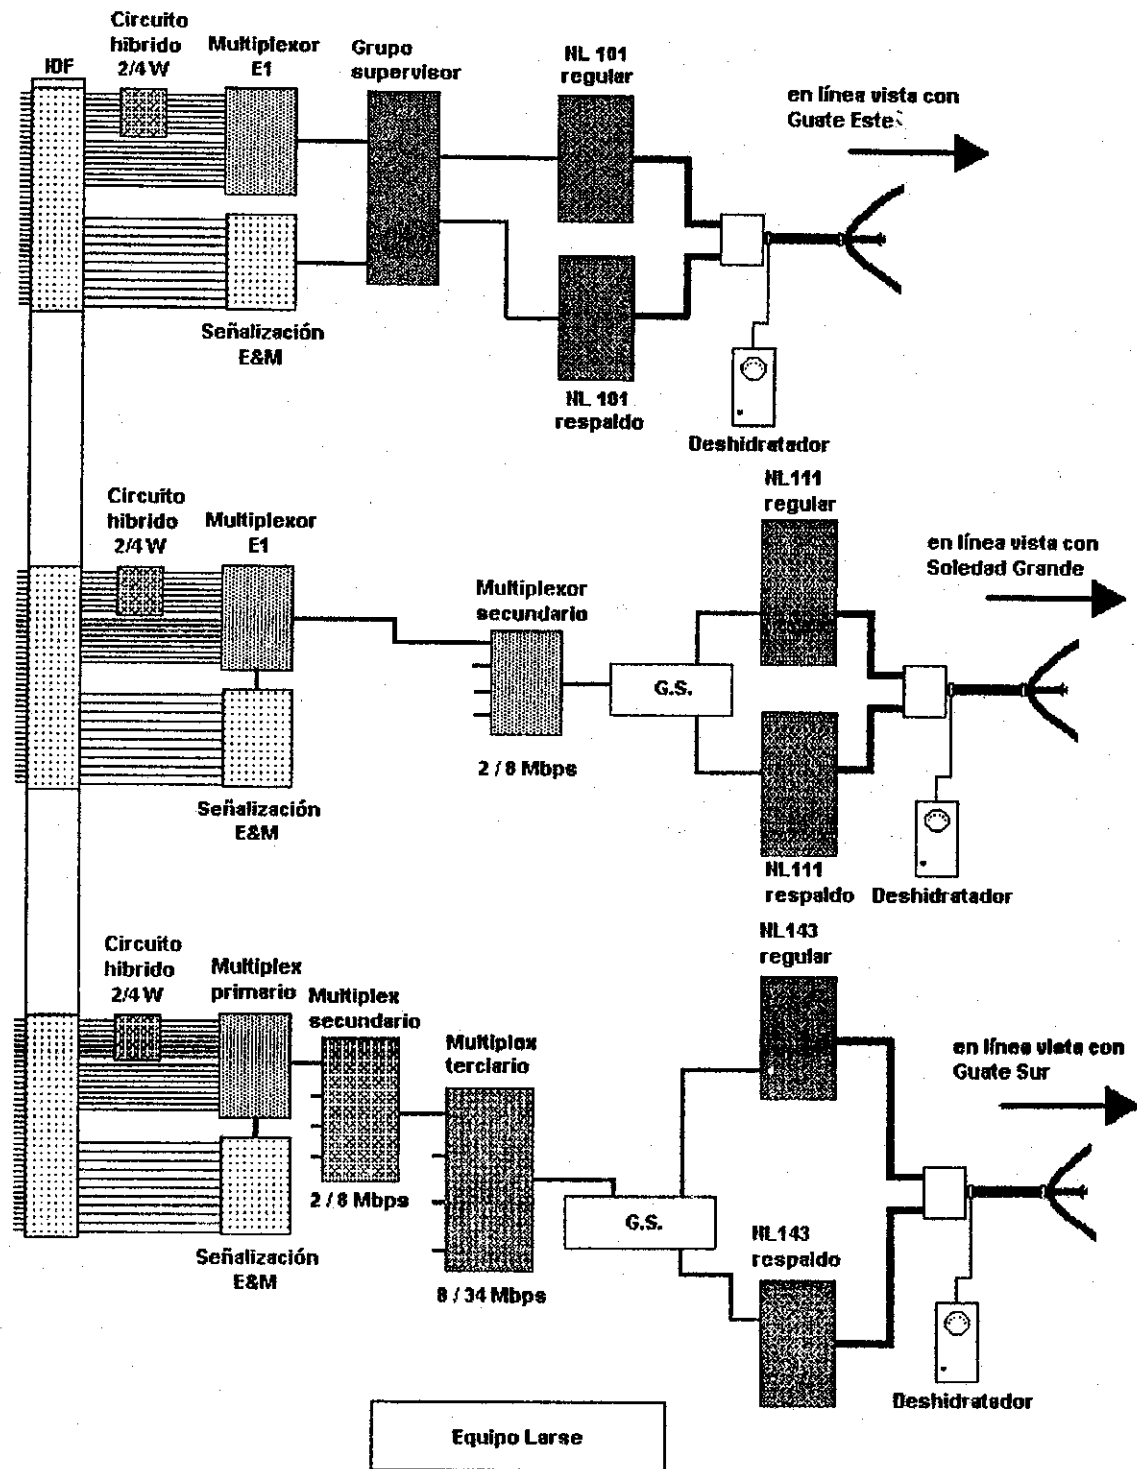 IDF
Circuito
híbrido
2/4 W
Multiplexor
E1
Grupo
supervisor
NL 101
regular
en línea vista con
Guate Este
Señalización
E&M
NL 101
respaldo
Deshidratador
Circuito
híbrido
2/4 W
Multiplexor
E1
Multiplexor
secundario
NL111
regular
en línea vista con
Soledad Grande
G.S.
2 / 8 Mbps
Señalización
E&M
NL111
respaldo
Deshidratador
Circuito
híbrido
2/4 W
Multiplex
primario
Multiplex
secundario
Multiplex
terciario
NL143
regular
en línea vista con
Guate Sur
2 / 8 Mbps
G.S.
NL143
respaldo
Señalización
E&M
8 / 34 Mbps
Deshidratador
Equipo Larse